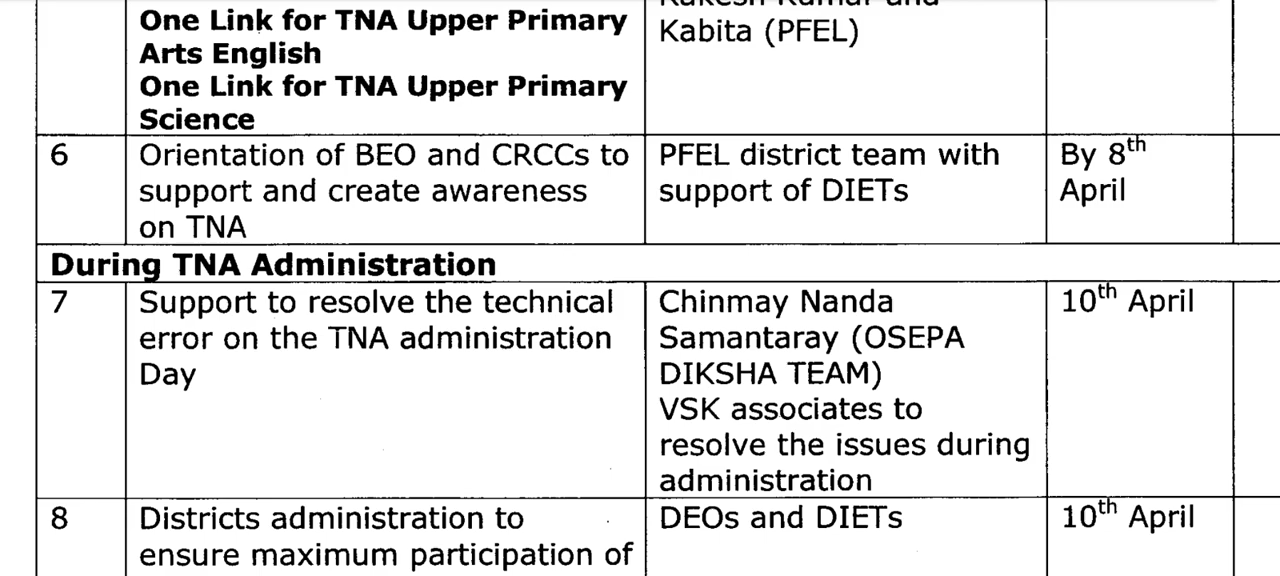 One Link for TNA Upper Primary
Arts English
One Link for TNA Upper Primary
Science
Kabita (PFEL)
6
Orientation of BEO and CRCCs to
support and create awareness
on TNA
PFEL district team with
support of DIETs
By 8th
April
During TNA Administration
7
Support to resolve the technical
error on the TNA administration
Day
Chinmay Nanda
Samantaray (OSEPA
DIKSHA TEAM)
VSK associates to
resolve the issues during
administration
10th April
8
Districts administration to
ensure maximum participation of
DEOs and DIETs
10th April